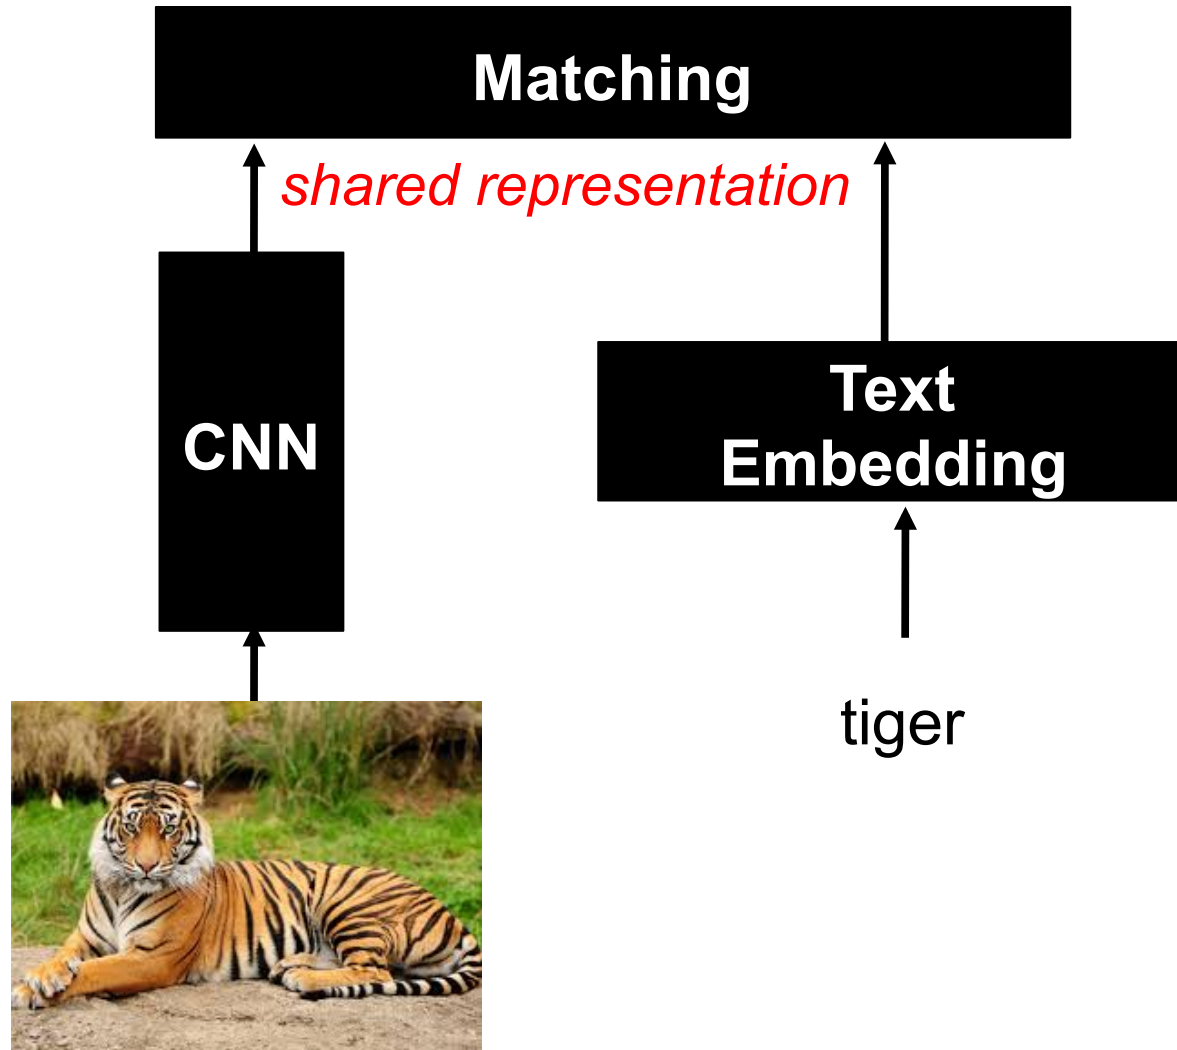 Matching
shared representation
CNN
Text
Embedding
tiger